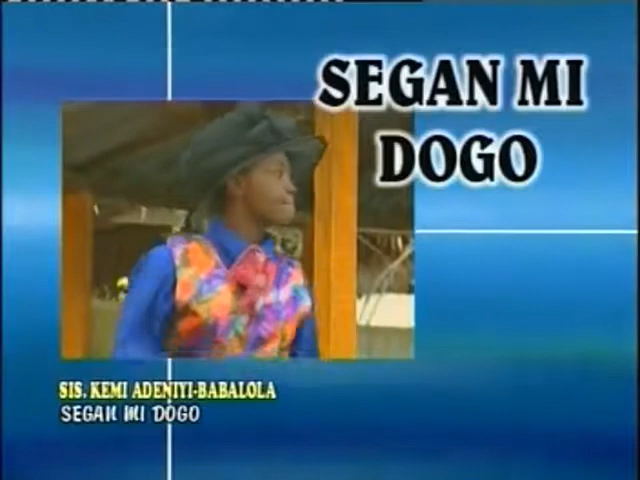 SEGAN MI
DOGO
SIS. KEMI ADENIYI-BABALOLA
SEGAN MI DOGO